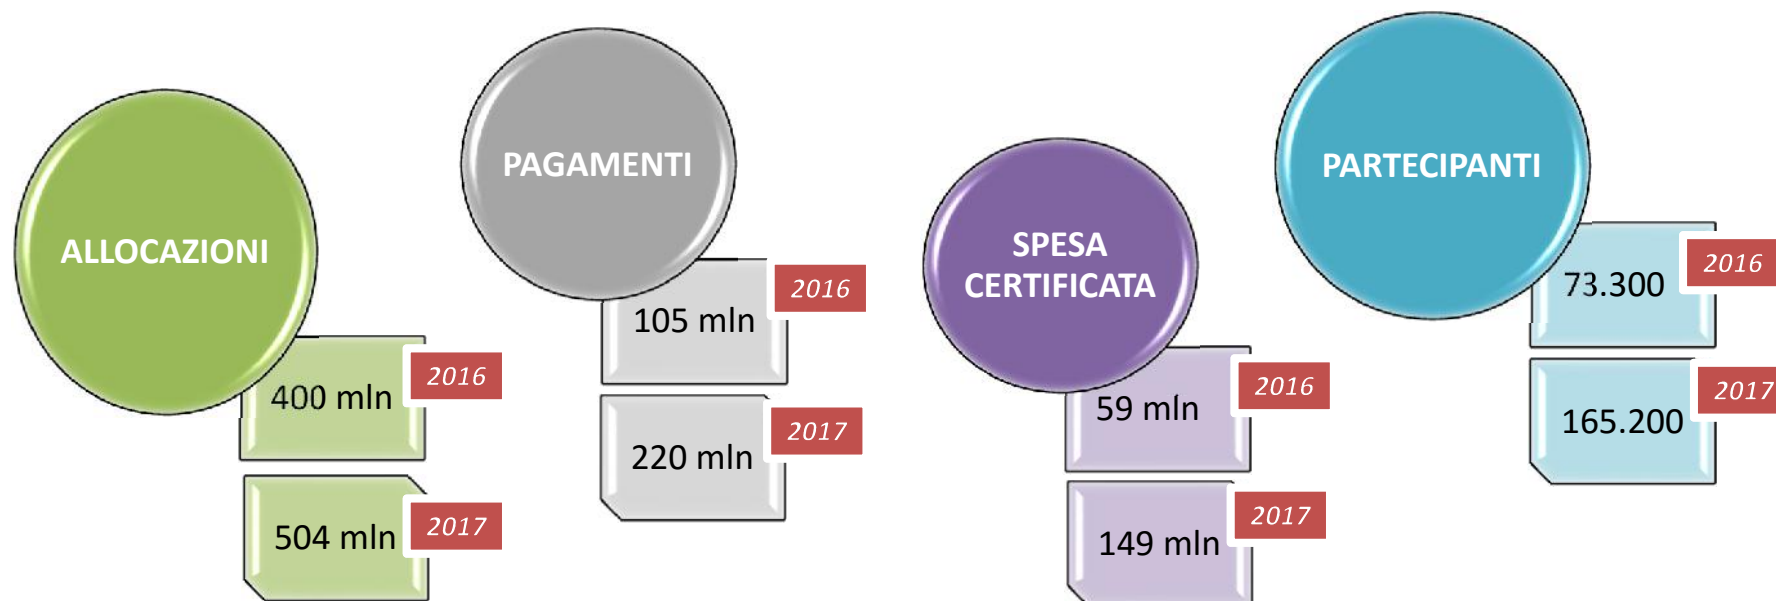 ALLOCAZIONI
400 mln
2016
504 mln
2017
PAGAMENTI
105 mln
2016
220 mln
2017
SPESA
CERTIFICATA
59 mln
2016
149 mln
2017
PARTECIPANTI
73.300
2016
165.200
2017